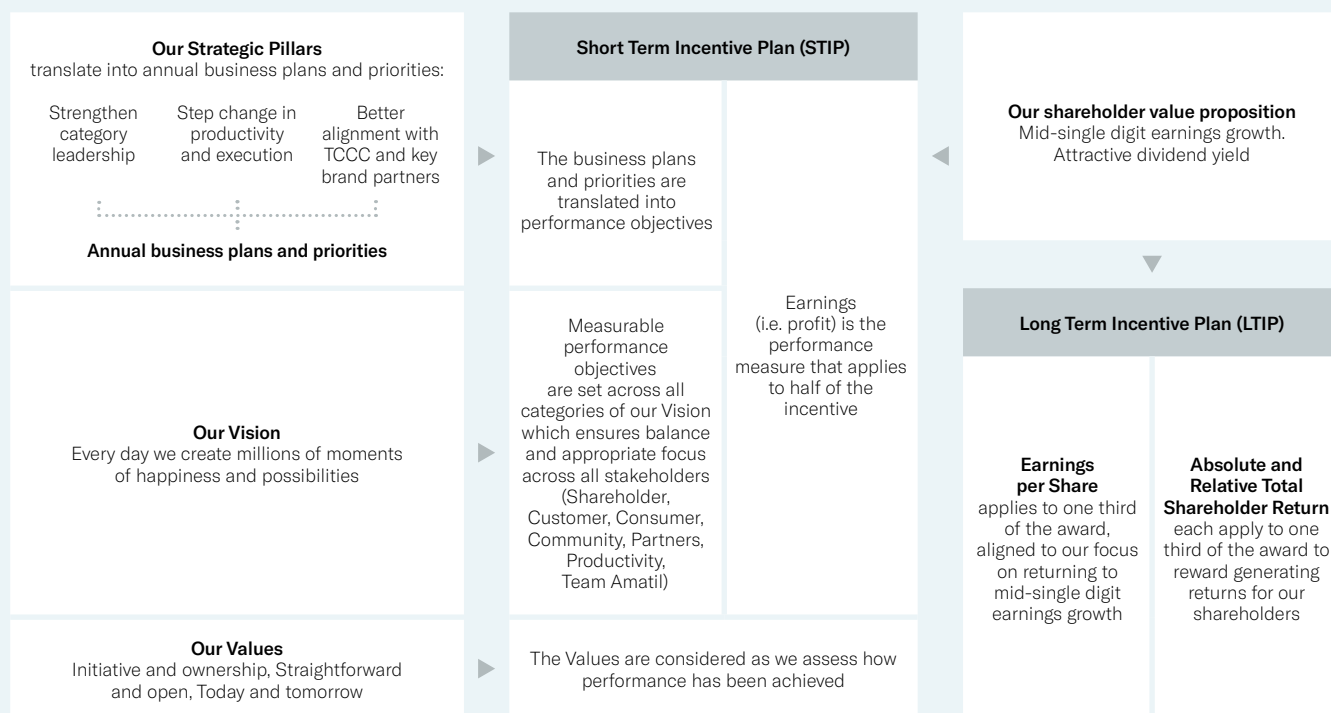 Our Strategic Pillars
translate into annual business plans and priorities:
Strengthen
category
leadership
Step change in
productivity
and execution
Better
alignment with
TCCC and key
brand partners
Annual business plans and priorities
Our Vision
Every day we create millions of moments
of happiness and possibilities
Our Values
Initiative and ownership, Straightforward
and open, Today and tomorrow
Short Term Incentive Plan (STIP)
The business plans
and priorities are
translated into
performance objectives
Measurable
performance
objectives
are set across all
categories of our Vision
which ensures balance
and appropriate focus
across all stakeholders
(Shareholder,
Customer, Consumer,
Community, Partners,
Productivity,
Team Amatil)
Earnings
(i.e. profit) is the
performance
measure that applies
to half of the
incentive
The Values are considered as we assess how
performance has been achieved
Our shareholder value proposition
Mid-single digit earnings growth.
Attractive dividend yield
Long Term Incentive Plan (LTIP)
Earnings
per Share
applies to one third
of the award,
aligned to our focus
on returning to
mid-single digit
earnings growth
Absolute and
Relative Total
Shareholder Return
each apply to one
third of the award to
reward generating
returns for our
shareholders